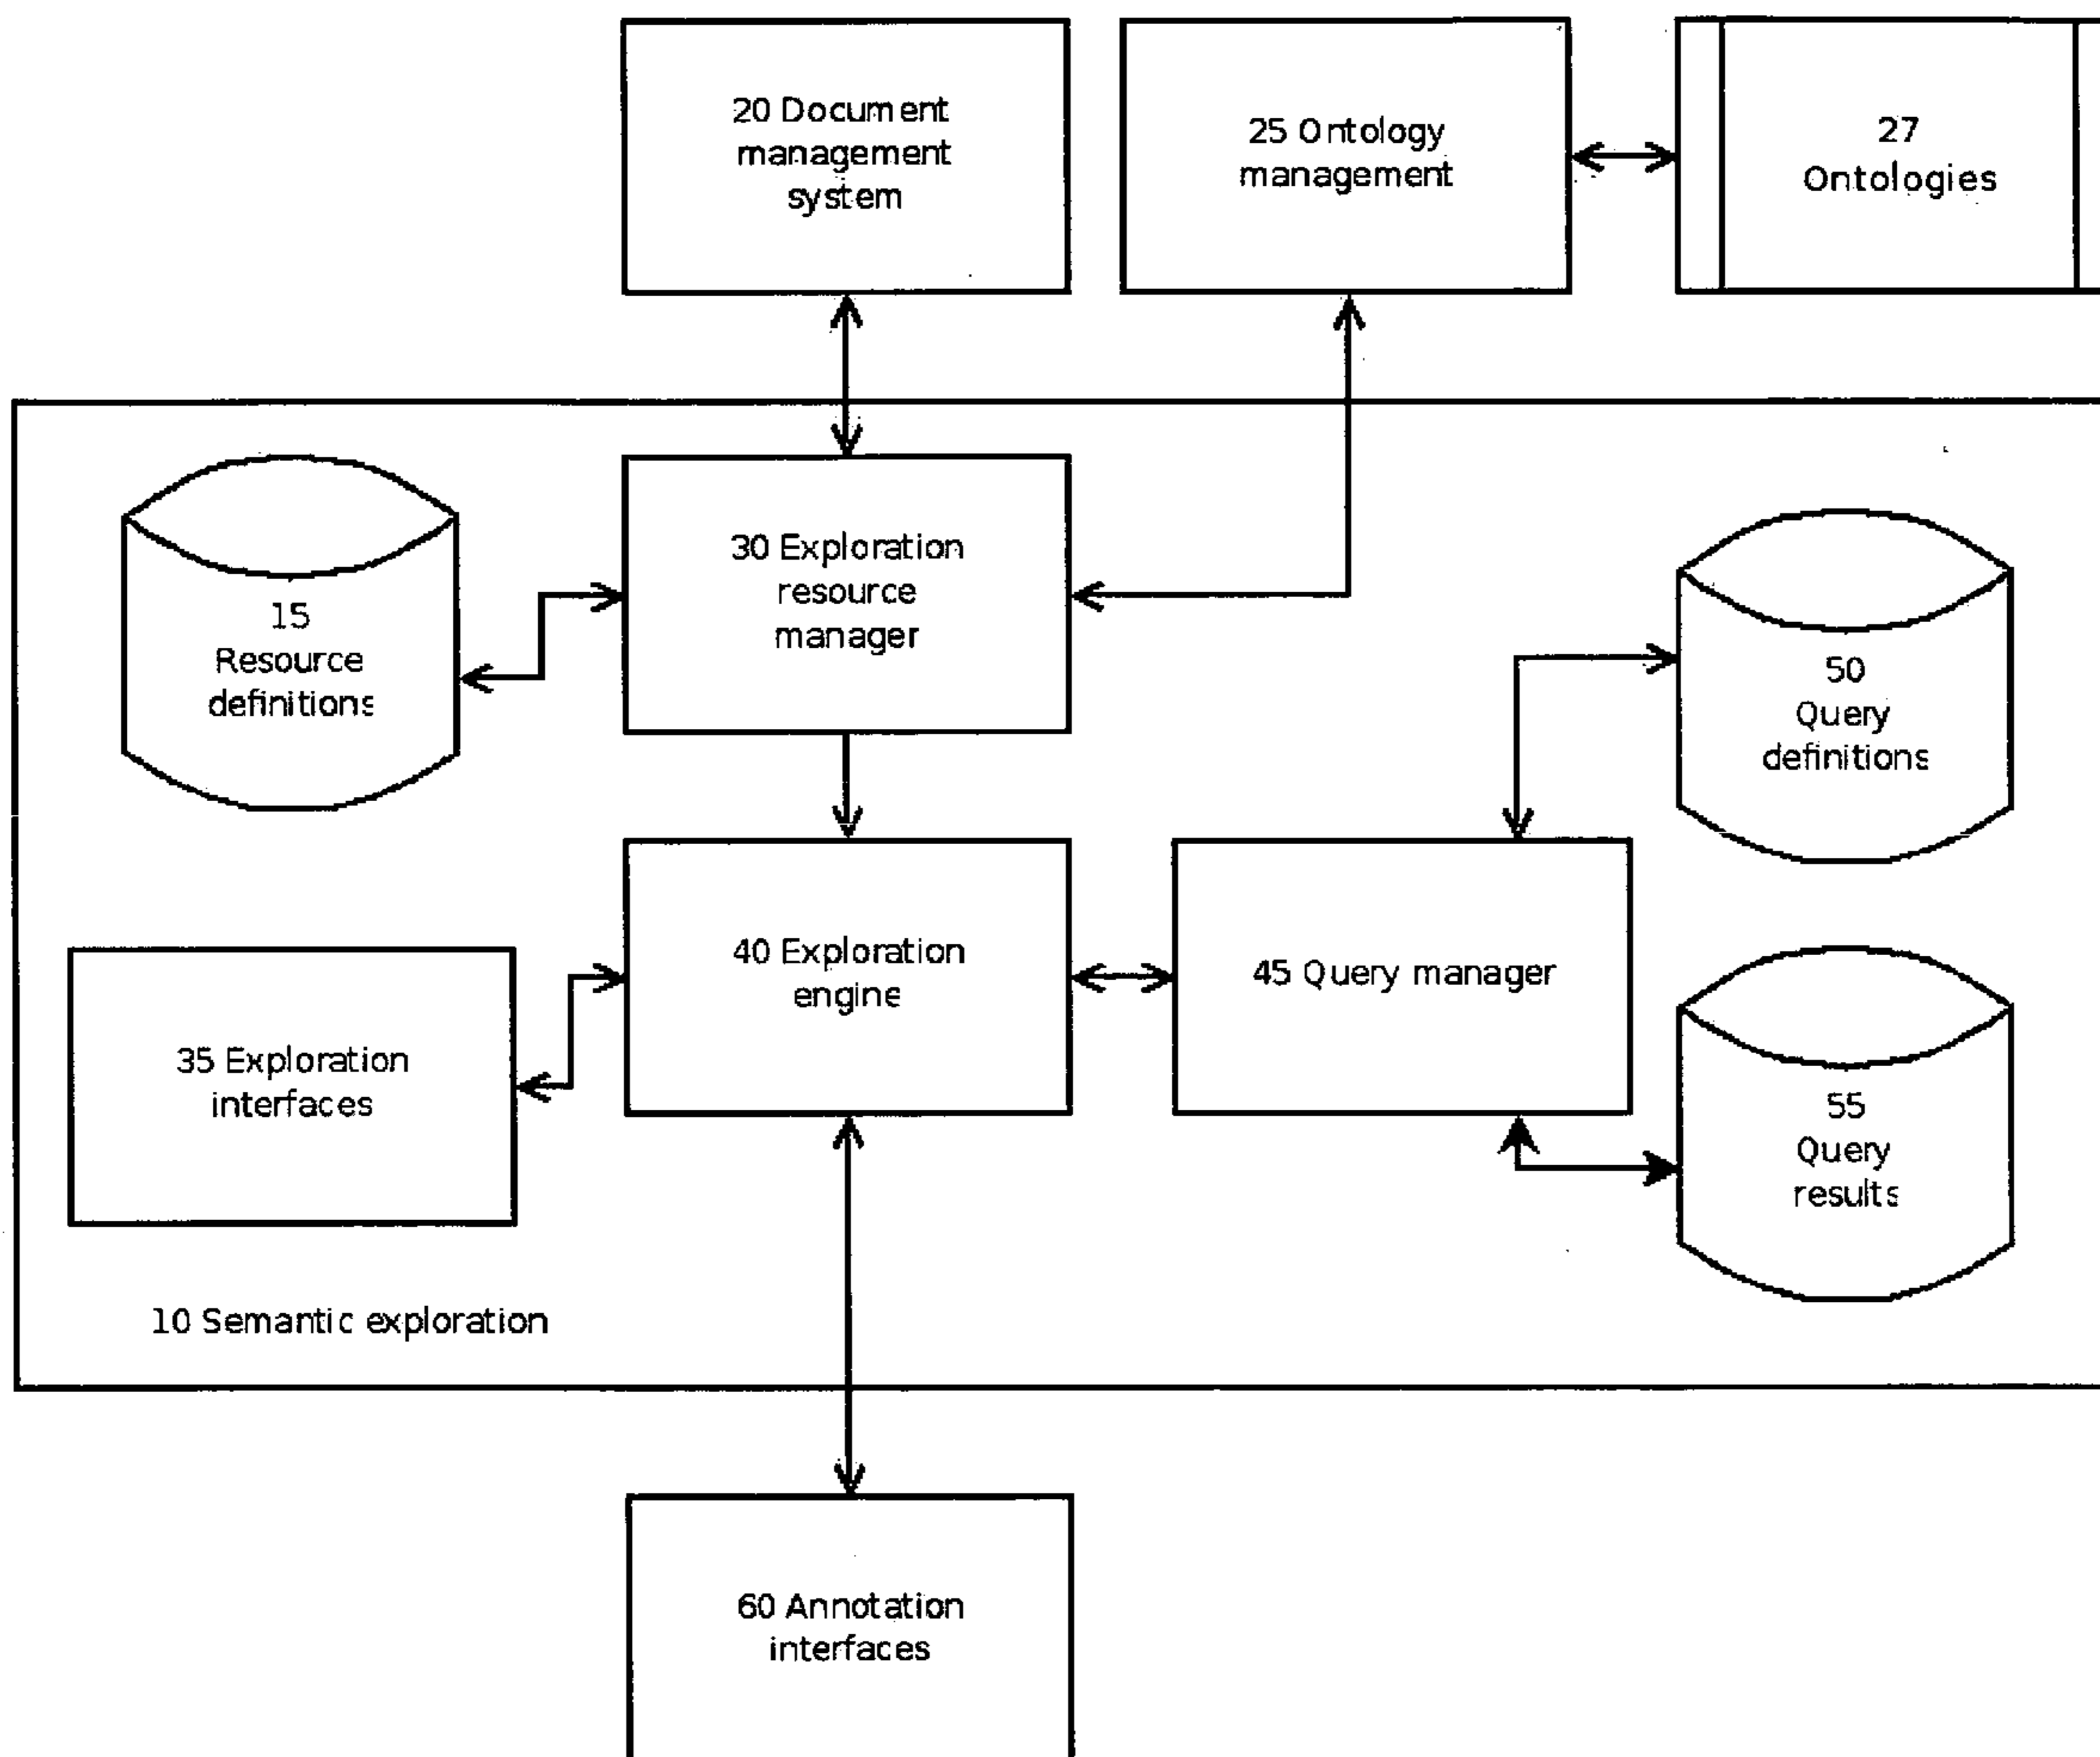 20 Document
management
system
25 Ontology
management
27
Ontologies
15
Resource
definitions
30 Exploration
resource
manager
50
Query
definitions
35 Exploration
interfaces
40 Exploration
engine
45 Query manager
55
Query
results
10 Semantic exploration
60 Annotation
interfaces